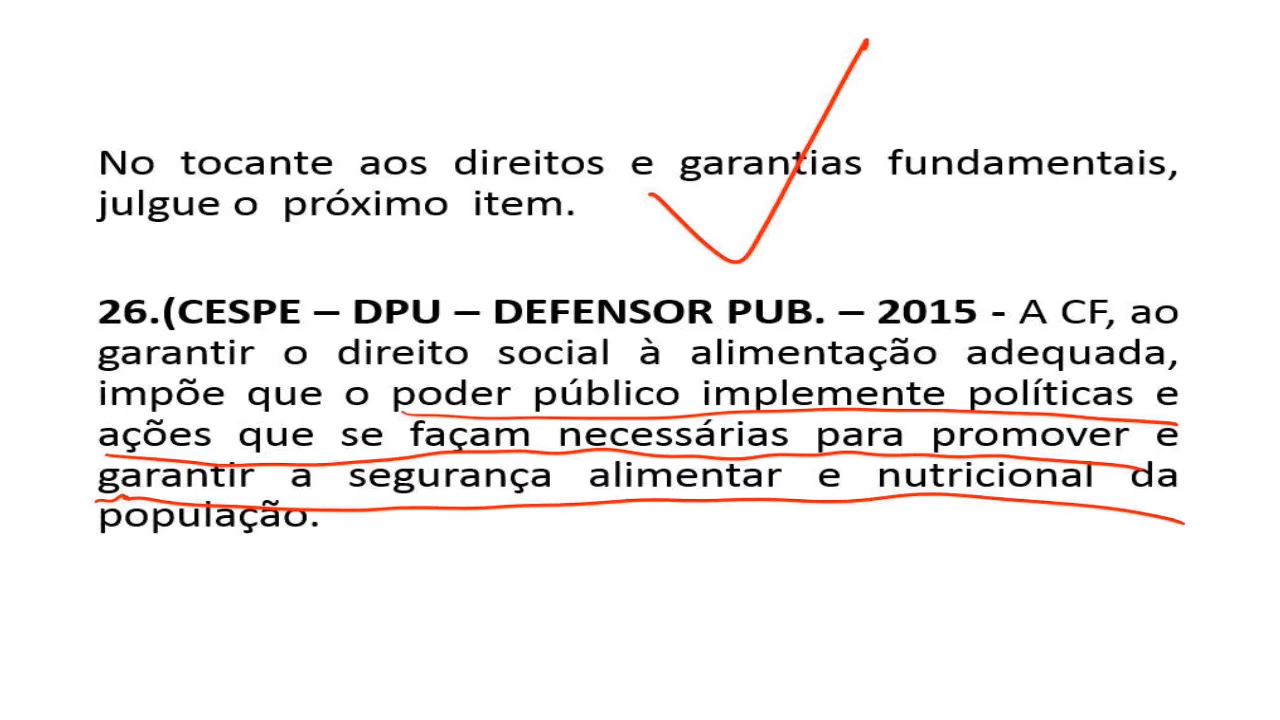 No tocante aos direitos e garantias fundamentais,
julgue o próximo item.
26.(CESPE – DPU – DEFENSOR PUB. – 2015 - A CF, ao
garantir o direito social à alimentação adequada,
impõe que o poder público implemente políticas e
ações que se façam necessárias para promover e
garantir a segurança alimentar e nutricional da
população.